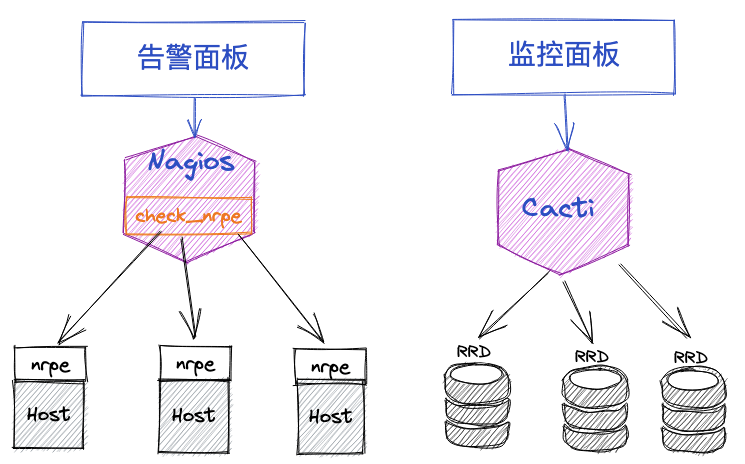 告警面板
监控面板
Nagios
check_nrpe
Cacti
nrpe
Host
nrpe
Host
nrpe
Host
RRD
RRD
RRD